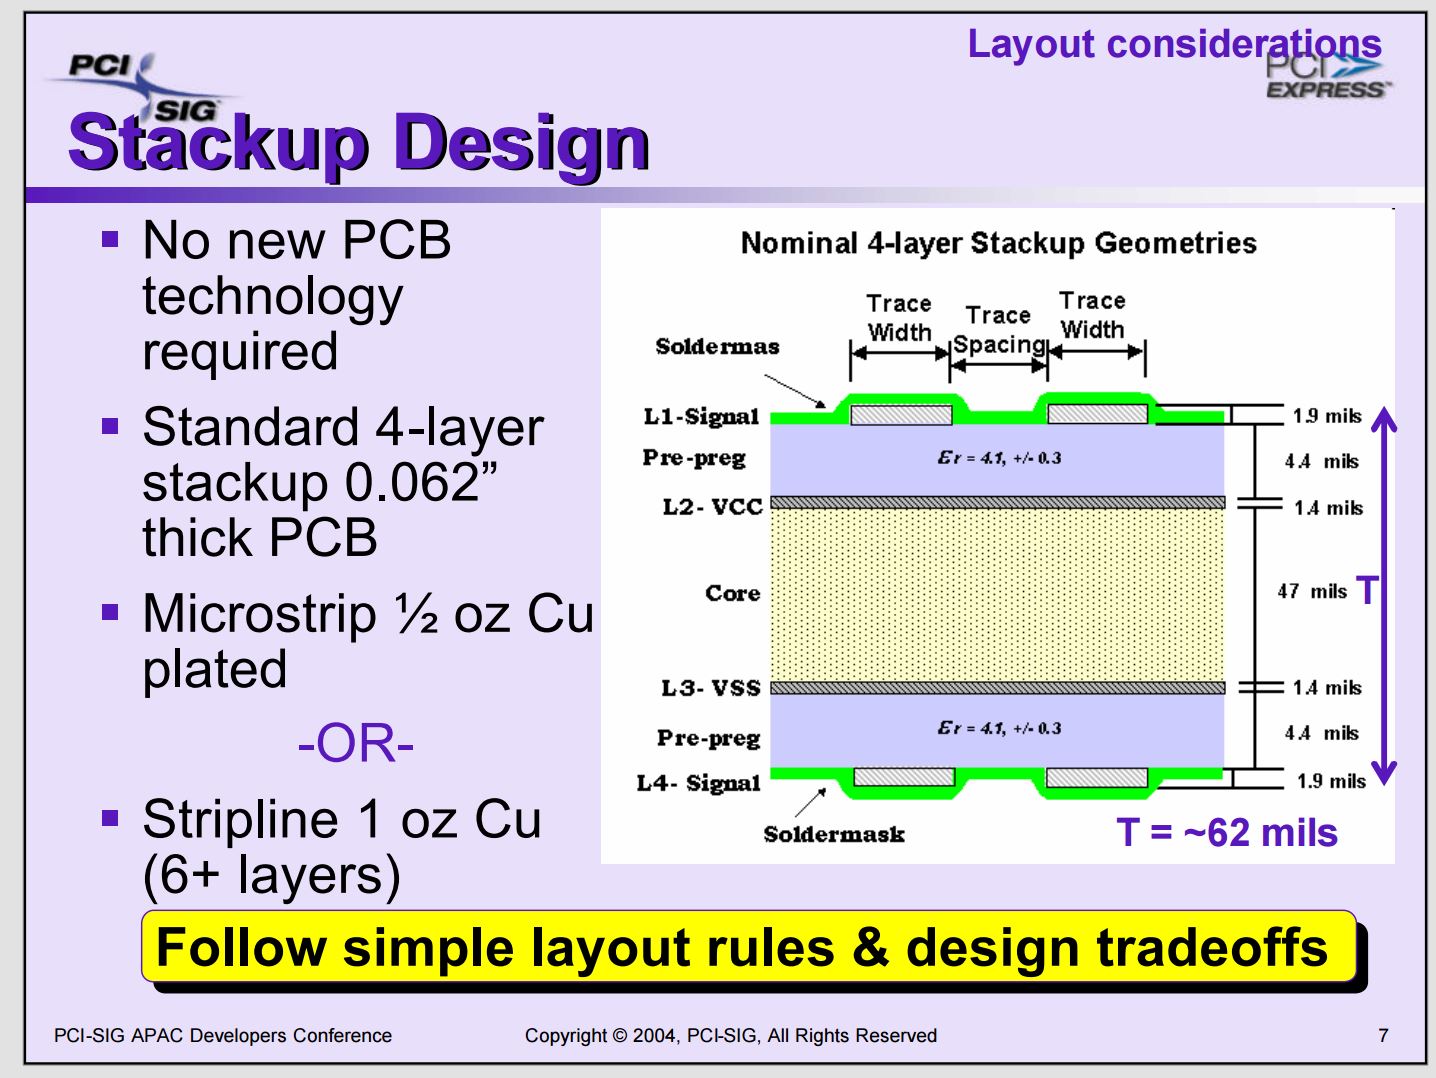 Layout considerations
PCI
SIG
PCI
EXPRESS™
Stackup Design
▪ No new PCB
technology
required
▪ Standard 4-layer
stackup 0.062”
thick PCB
▪ Microstrip ½ oz Cu
plated
-OR-
▪ Stripline 1 oz Cu
(6+ layers)
Nominal 4-layer Stackup Geometries
Trace
Width
Trace
Spacing
Trace
Width
Soldermas
L1-Signal
1.9 mils
Pre-preg
Er = 4.1, +/- 0.3
4.4 mils
L2- VCC
1.4 mils
Core
47 mils
T
L3- VSS
1.4 mils
Pre-preg
Er = 4.1, +/- 0.3
4.4 mils
L4- Signal
1.9 mils
Soldermask
T = ~62 mils
Follow simple layout rules & design tradeoffs
PCI-SIG APAC Developers Conference
Copyright © 2004, PCI-SIG, All Rights Reserved
7